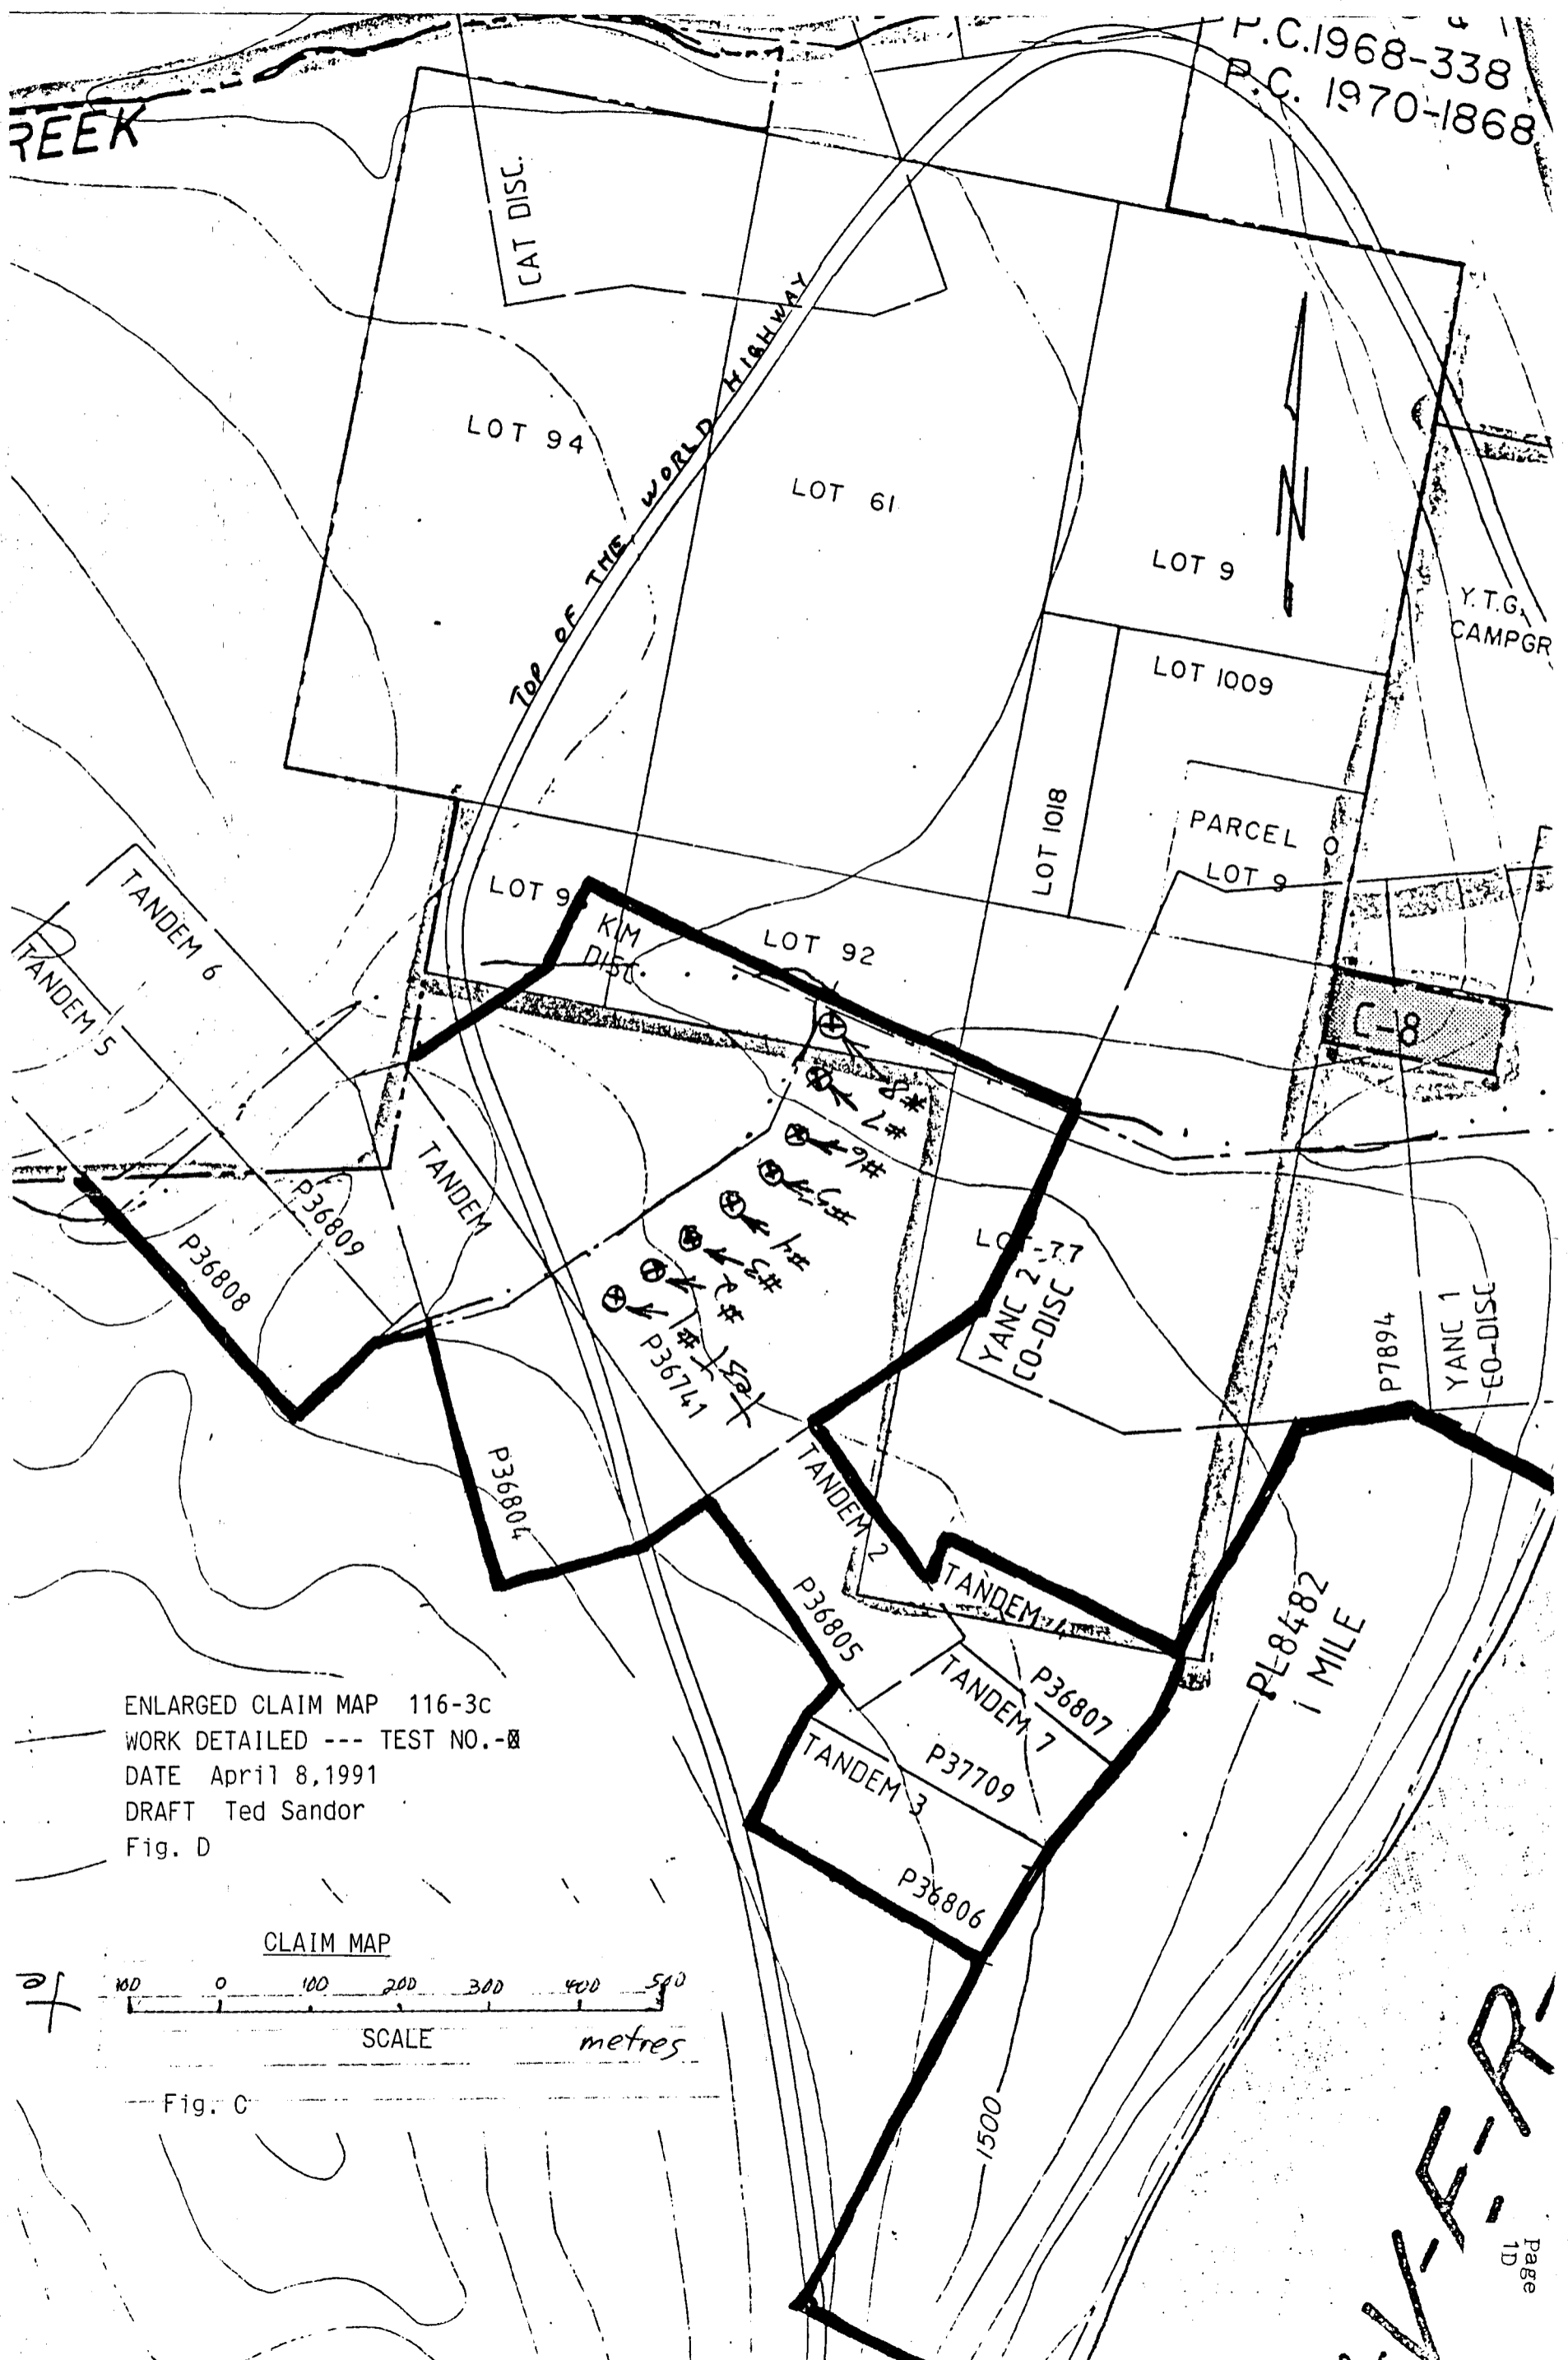 P.C.1968-338
P.C. 1970-1868
REEK
CAT DISC.
TOP OF THE WORLD HIGHWAY
LOT 94
LOT 61
N
LOT 9
Y.T.G.
CAMPGR
LOT 1009
LOT 1018
PARCEL
LOT 9
LOT 9
KIM
DISC.
LOT 92
C-8
TANDEM 6
TANDEM 5
TANDEM
#8
#7
#6
#5
#4
#3
#2
#1
Test
P36741
P36809
P36808
LOT-77
YANC 2
CO-DISC
P7894
YANC 1
CO-DISC
P36804
TANDEM 2
TANDEM 4
P36805
P36807
TANDEM 7
P37709
TANDEM 3
P36806
PL8482
1 MILE
ENLARGED CLAIM MAP 116-3c
WORK DETAILED --- TEST NO.-
DATE April 8,1991
DRAFT Ted Sandor
Fig. D
CLAIM MAP
100 0 100 200 300 400 500
SCALE metres
Fig. C
1500
V-E-R-
Page
1D